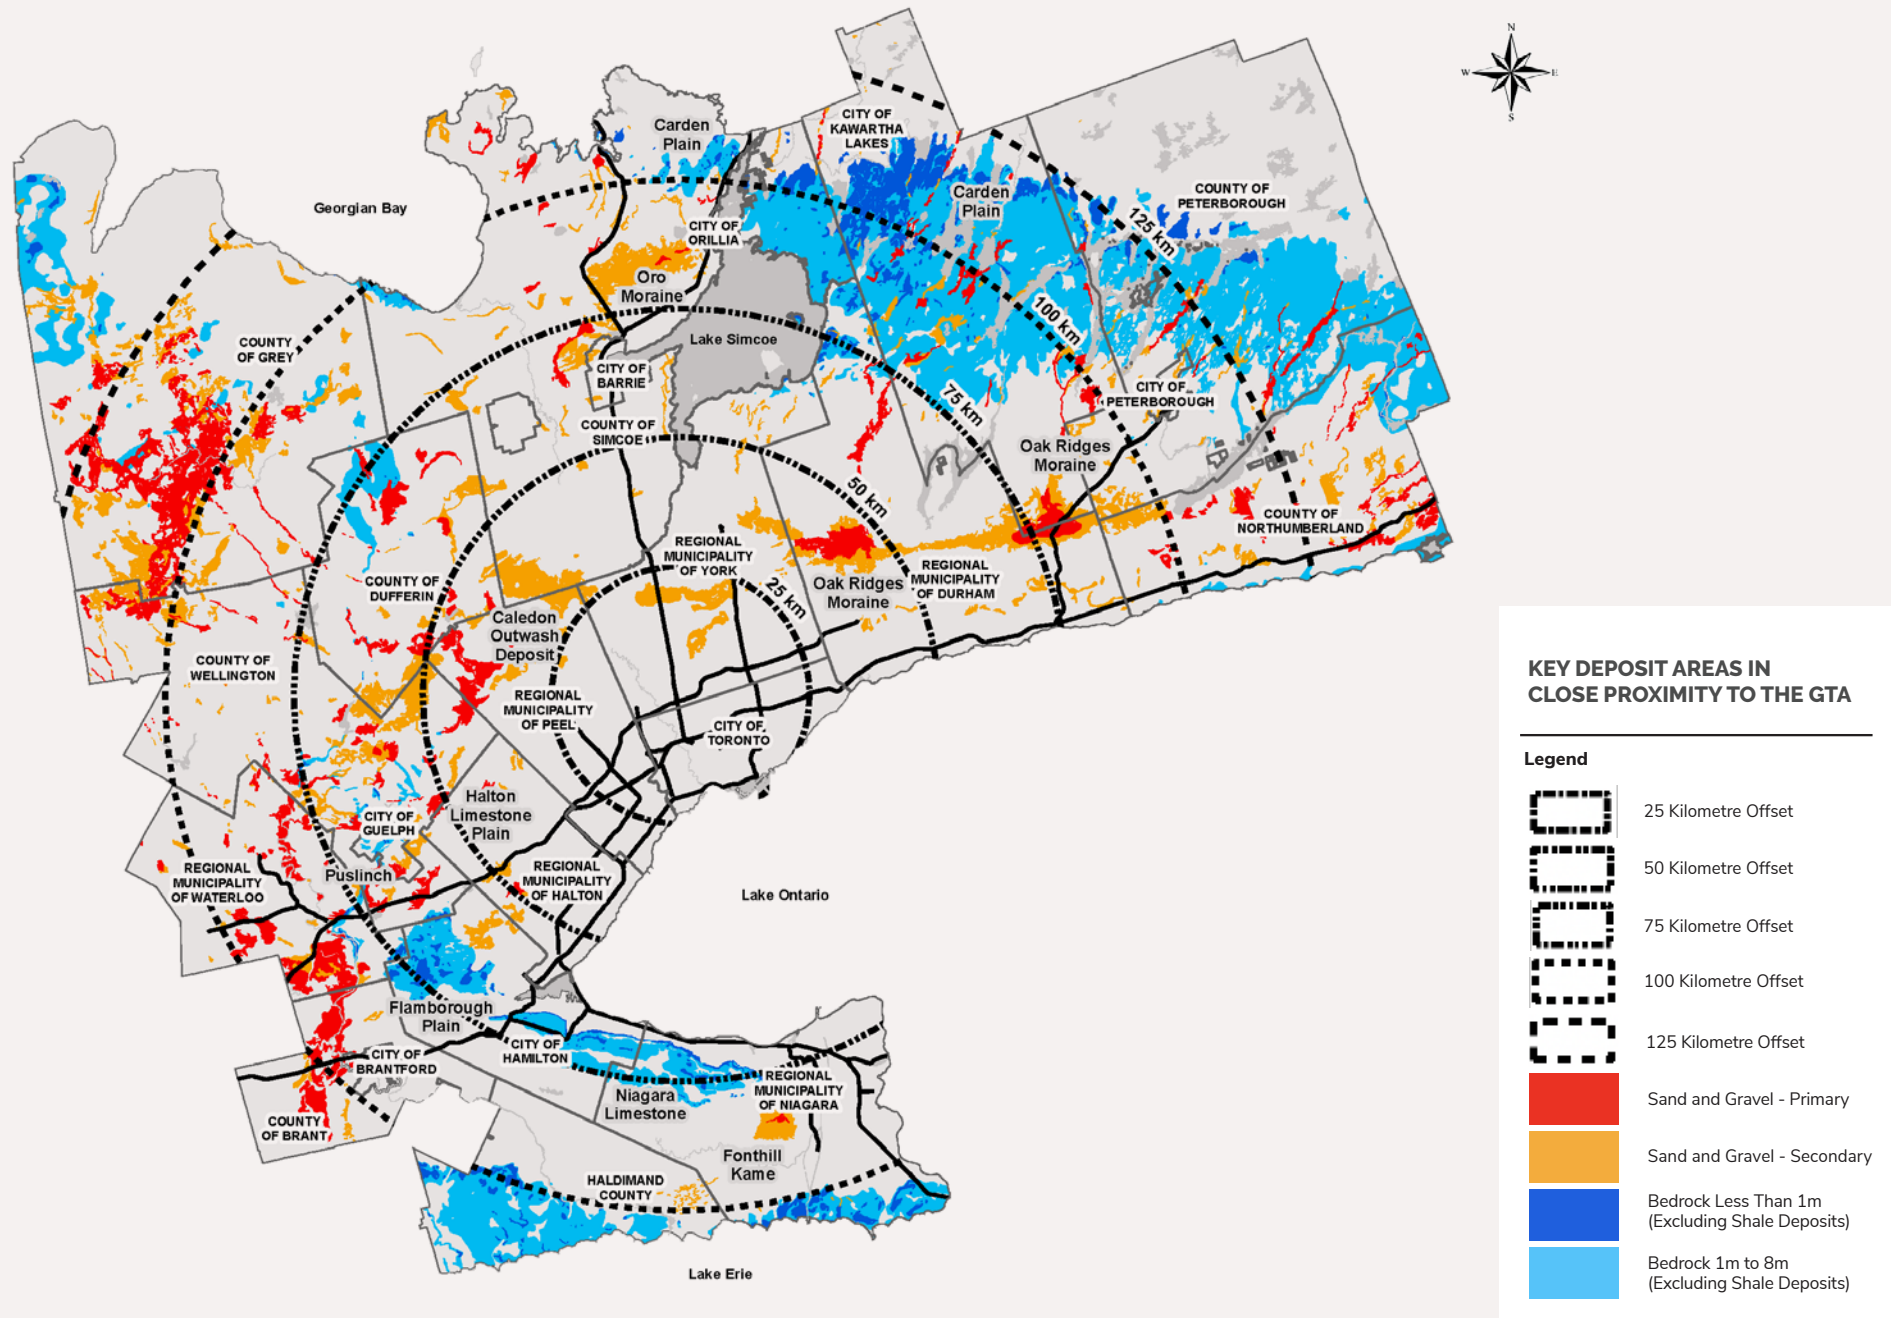 N
W
E
S
CITY OF
KAWARTHA
LAKES
Carden
Plain
Carden
Plain
COUNTY OF
PETERBOROUGH
Georgian Bay
125 km
CITY OF
ORILLIA
Oro
Moraine
100 km
Lake Simcoe
COUNTY
OF GREY
CITY OF
BARRIE
75 km
CITY OF
PETERBOROUGH
COUNTY OF
SIMCOE
Oak Ridges
Moraine
50 km
COUNTY OF
NORTHUMBERLAND
REGIONAL
MUNICIPALITY
OF YORK
COUNTY OF
DUFFERIN
25 km
Oak Ridges
Moraine
REGIONAL
MUNICIPALITY
OF DURHAM
Caledon
Outwash
Deposit
COUNTY OF
WELLINGTON
REGIONAL
MUNICIPALITY
OF PEEL
CITY OF
TORONTO
Halton
Limestone
Plain
CITY OF
GUELPH
Puslinch
REGIONAL
MUNICIPALITY
OF WATERLOO
REGIONAL
MUNICIPALITY
OF HALTON
Lake Ontario
Flamborough
Plain
CITY OF
HAMILTON
CITY OF
BRANTFORD
REGIONAL
MUNICIPALITY
OF NIAGARA
Niagara
Limestone
COUNTY
OF BRANT
Fonthill
Kame
HALDIMAND
COUNTY
Lake Erie
KEY DEPOSIT AREAS IN
CLOSE PROXIMITY TO THE GTA
Legend
25 Kilometre Offset
50 Kilometre Offset
75 Kilometre Offset
100 Kilometre Offset
125 Kilometre Offset
Sand and Gravel - Primary
Sand and Gravel - Secondary
Bedrock Less Than 1m
(Excluding Shale Deposits)
Bedrock 1m to 8m
(Excluding Shale Deposits)